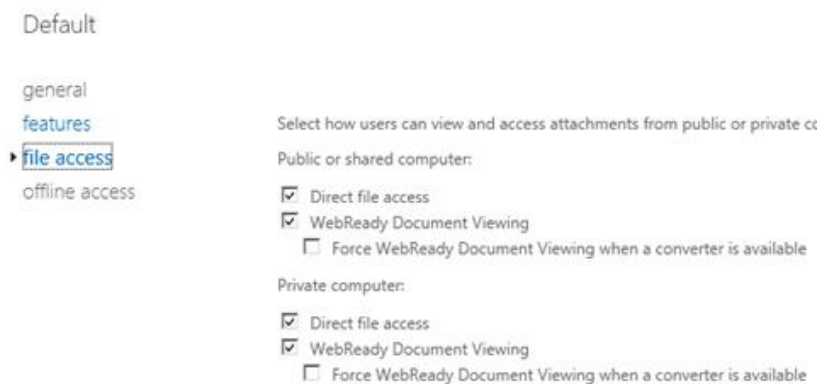 Default
general
features
file access
offline access
Select how users can view and access attachments from public or private
Public or shared computer:
Direct file access
WebReady Document Viewing
Force WebReady Document Viewing when a converter is available
Private computer:
Direct file access
WebReady Document Viewing
Force WebReady Document Viewing when a converter is available